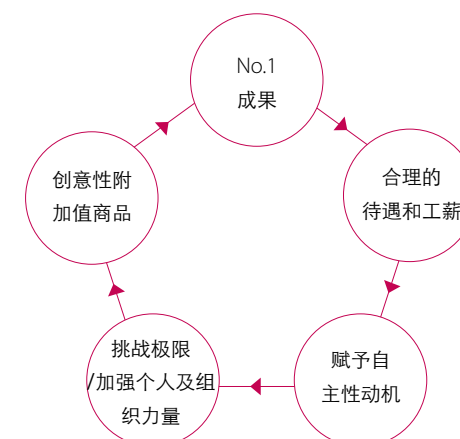 No.1
成果
合理的
待遇和工薪
赋予自
主性动机
挑战极限
/加强个人及组
织力量
创意性附
加值商品